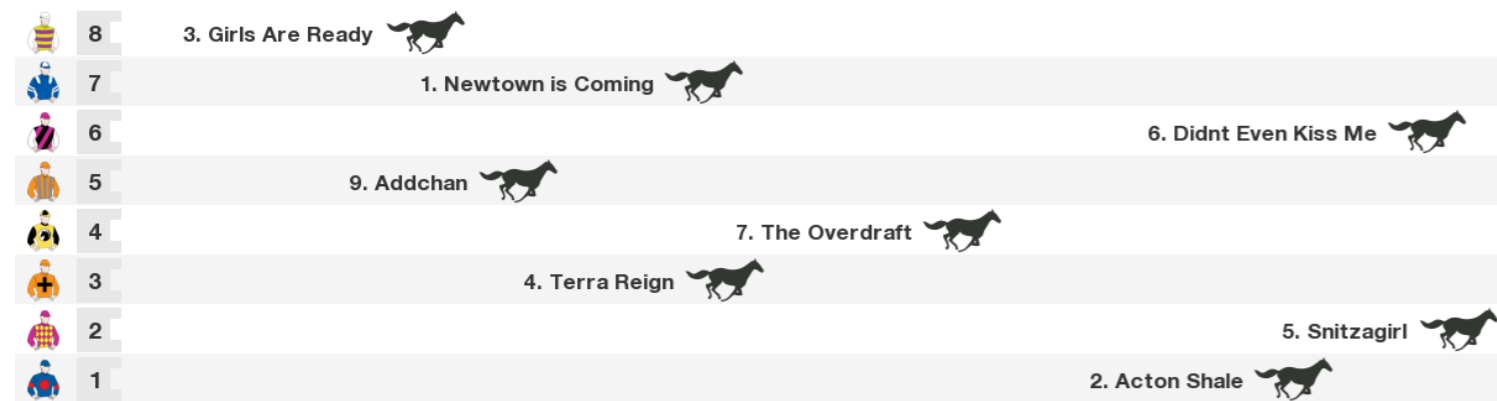 8 3. Girls Are Ready
7 1. Newtown is Coming
6 6. Didnt Even Kiss Me
5 9. Addchan
4 7. The Overdraft
3 4. Terra Reign
2 5. Snitzagirl
1 2. Acton Shale